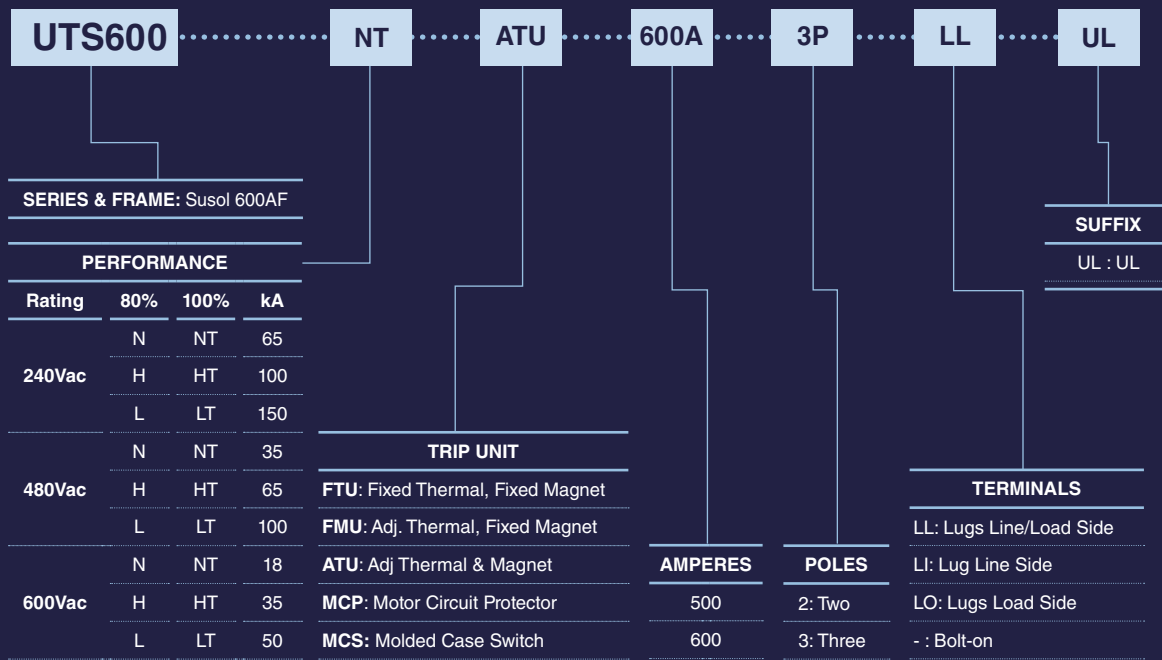 UTS600 NT ATU 600A 3P LL UL
SERIES & FRAME: Susol 600AF
PERFORMANCE
Rating 80% 100% kA
240Vac
N NT 65
H HT 100
L LT 150
480Vac
N NT 35
H HT 65
L LT 100
600Vac
N NT 18
H HT 35
L LT 50
TRIP UNIT
FTU: Fixed Thermal, Fixed Magnet
FMU: Adj. Thermal, Fixed Magnet
ATU: Adj Thermal & Magnet
MCP: Motor Circuit Protector
MCS: Molded Case Switch
AMPERES
500
600
POLES
2: Two
3: Three
TERMINALS
LL: Lugs Line/Load Side
LI: Lug Line Side
LO: Lugs Load Side
- : Bolt-on
SUFFIX
UL : UL